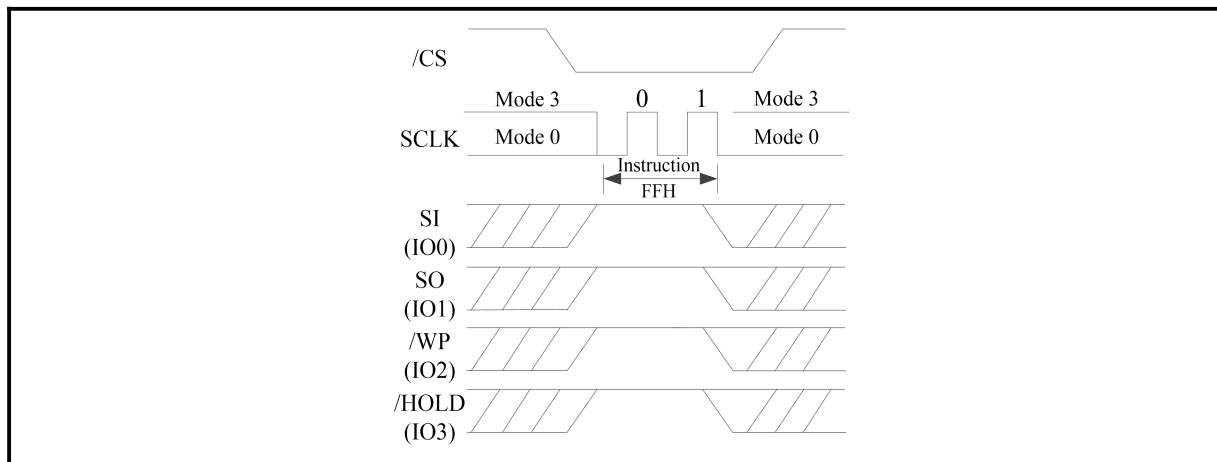 /CS
Mode 3 0 1 Mode 3
SCLK Mode 0 Mode 0
Instruction
FFH
SI
(IO0)
SO
(IO1)
/WP
(IO2)
/HOLD
(IO3)